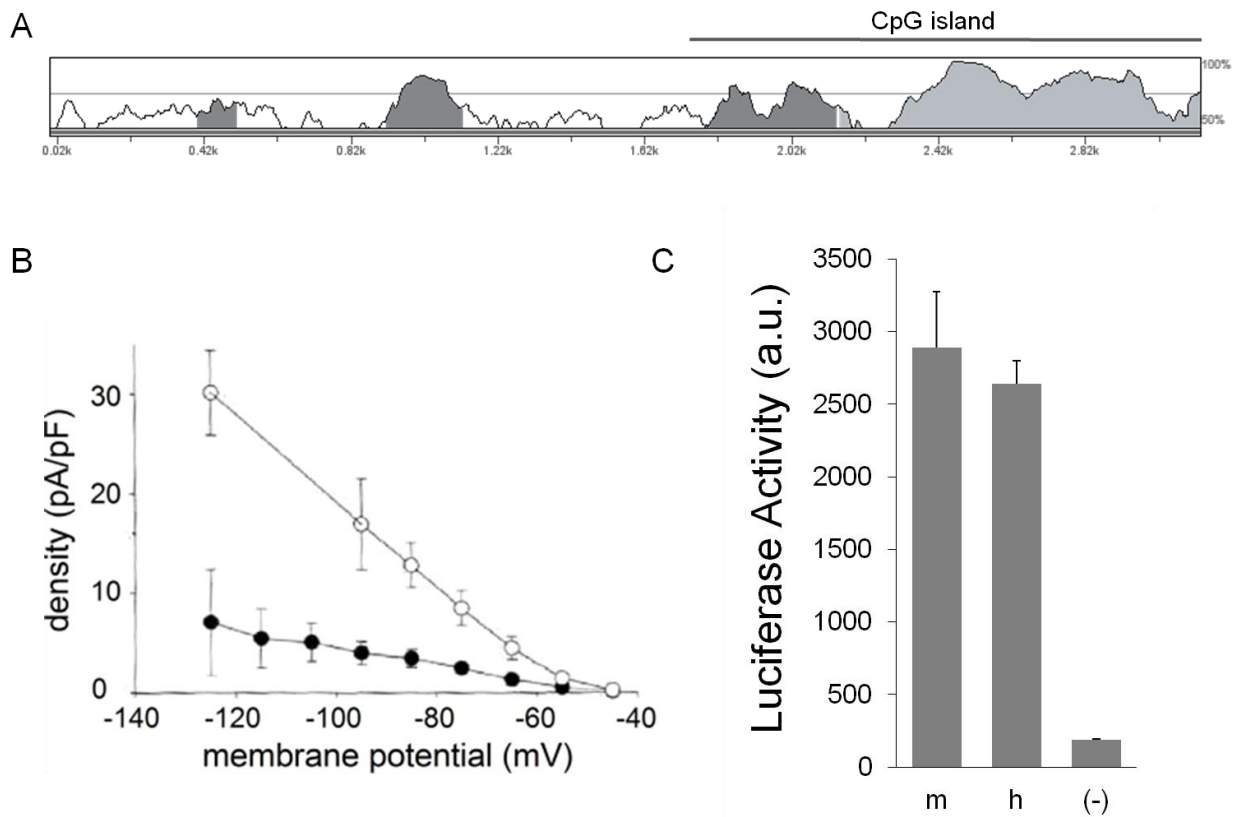 A
CpG island
100%
50%
0.02k 0.42k 0.82k 1.22k 1.62k 2.02k 2.42k 2.82k
B
density (pA/pF)
30
20
10
0
-140 -120 -100 -80 -60 -40
membrane potential (mV)
C
Luciferase Activity (a.u.)
3500
3000
2500
2000
1500
1000
500
0
m h (-)